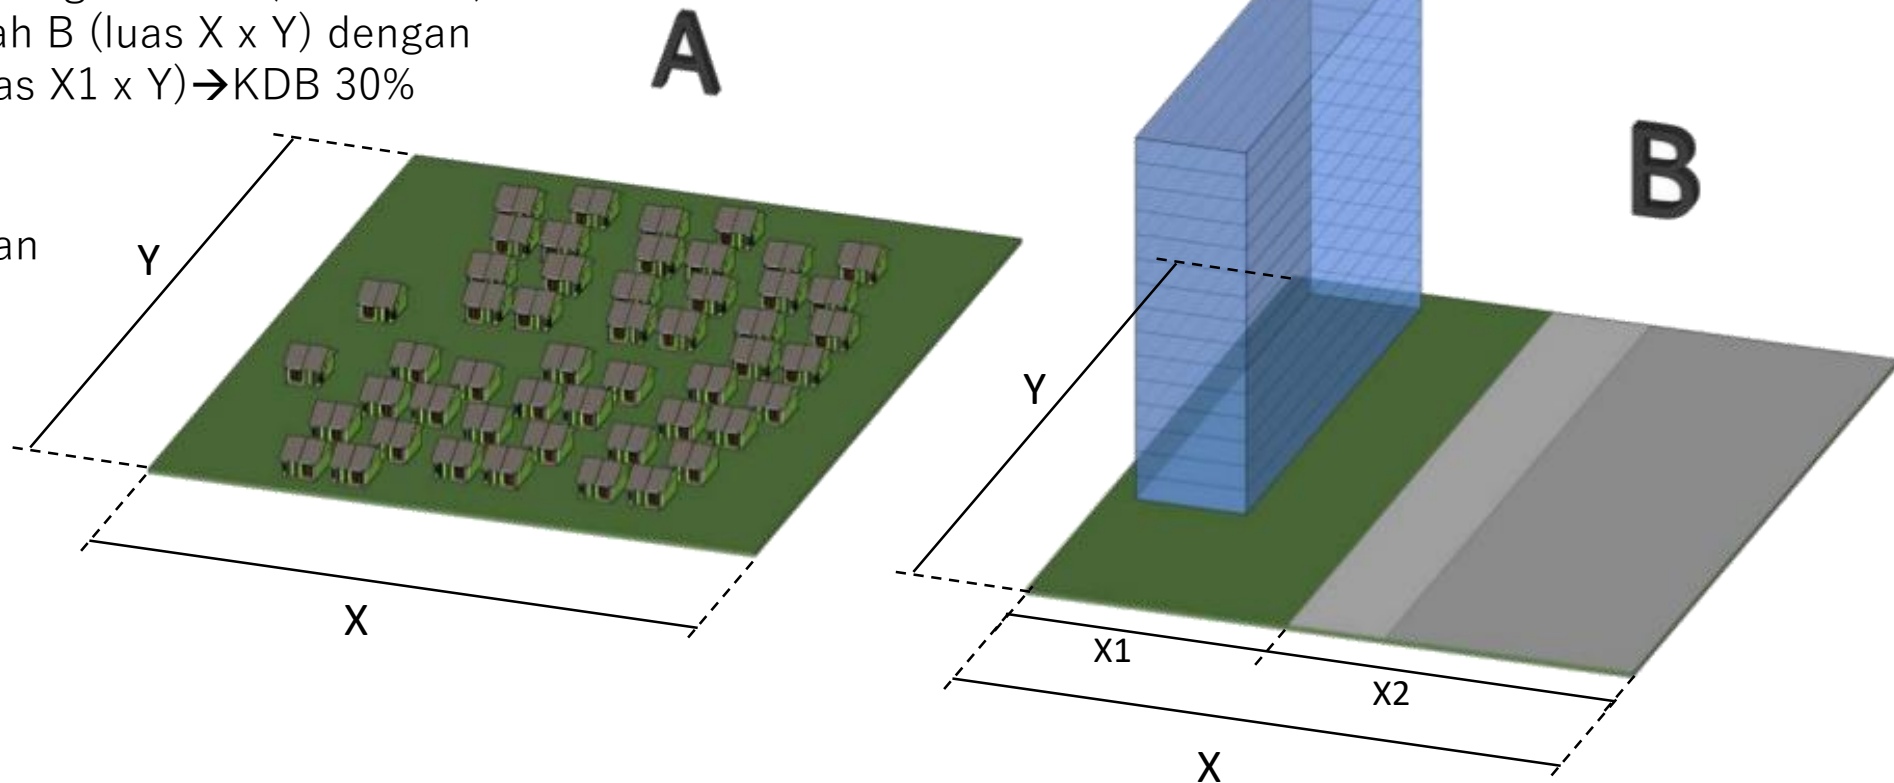 ah B (luas X x Y) dengan
as X1 x Y)→KDB 30%
an
A
Y
X
B
Y
X1
X2
X